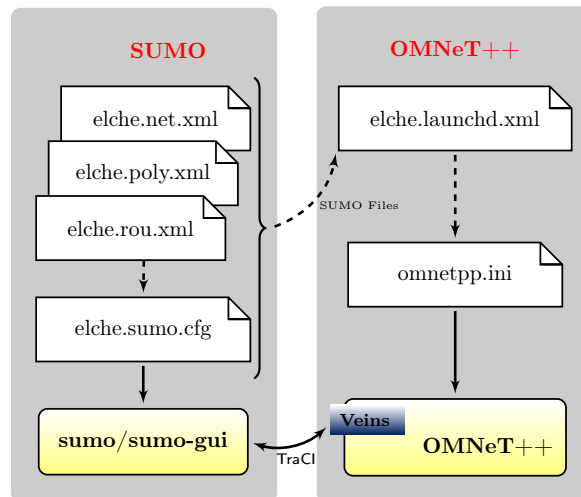 SUMO
elche.net.xml
elche.poly.xml
elche.rou.xml
elche.sumo.cfg
sumo/sumo-gui
SUMO Files
TraCI
OMNeT++
elche.launchd.xml
omnetpp.ini
Veins
OMNeT++